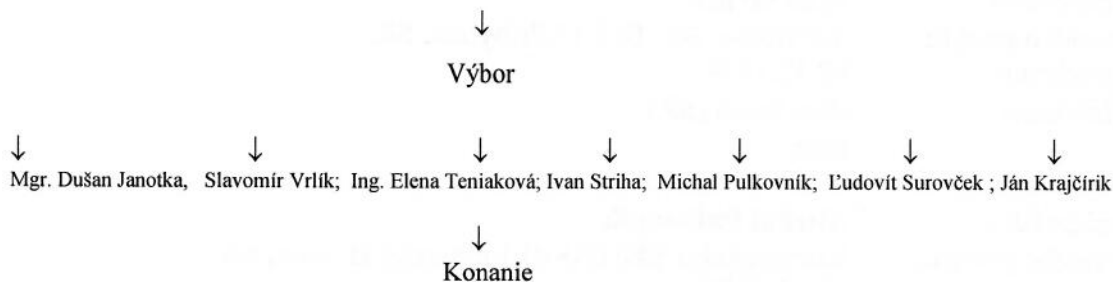 ↓
Výbor
↓ ↓ ↓ ↓ ↓ ↓ ↓
Mgr. Dušan Janotka, Slavomír Vrlík; Ing. Elena Teniaková; Ivan Striha; Michal Pulkovník; Ľudovít Surovček ; Ján Krajčírik
↓
Konanie